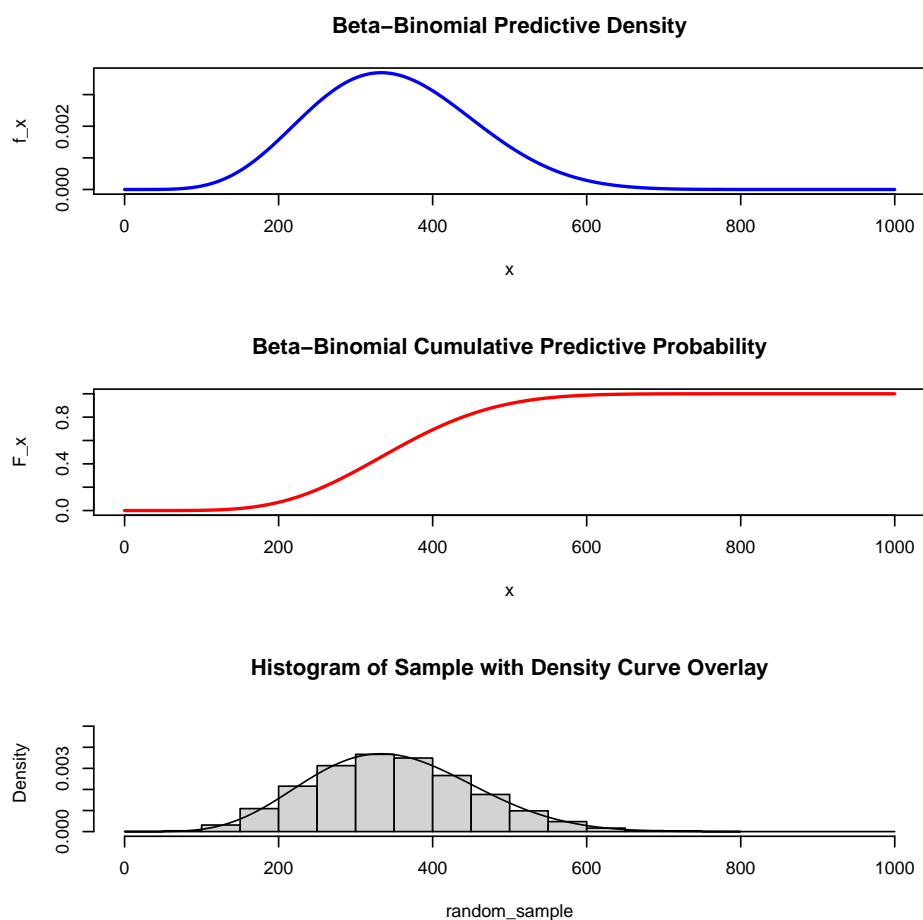 Beta−Binomial Predictive Density
f_x
0.000
0.002
0
200
400
600
800
1000
x
Beta−Binomial Cumulative Predictive Probability
F_x
0.0
0.4
0.8
0
200
400
600
800
1000
x
Histogram of Sample with Density Curve Overlay
Density
0.000
0.003
0
200
400
600
800
1000
random_sample